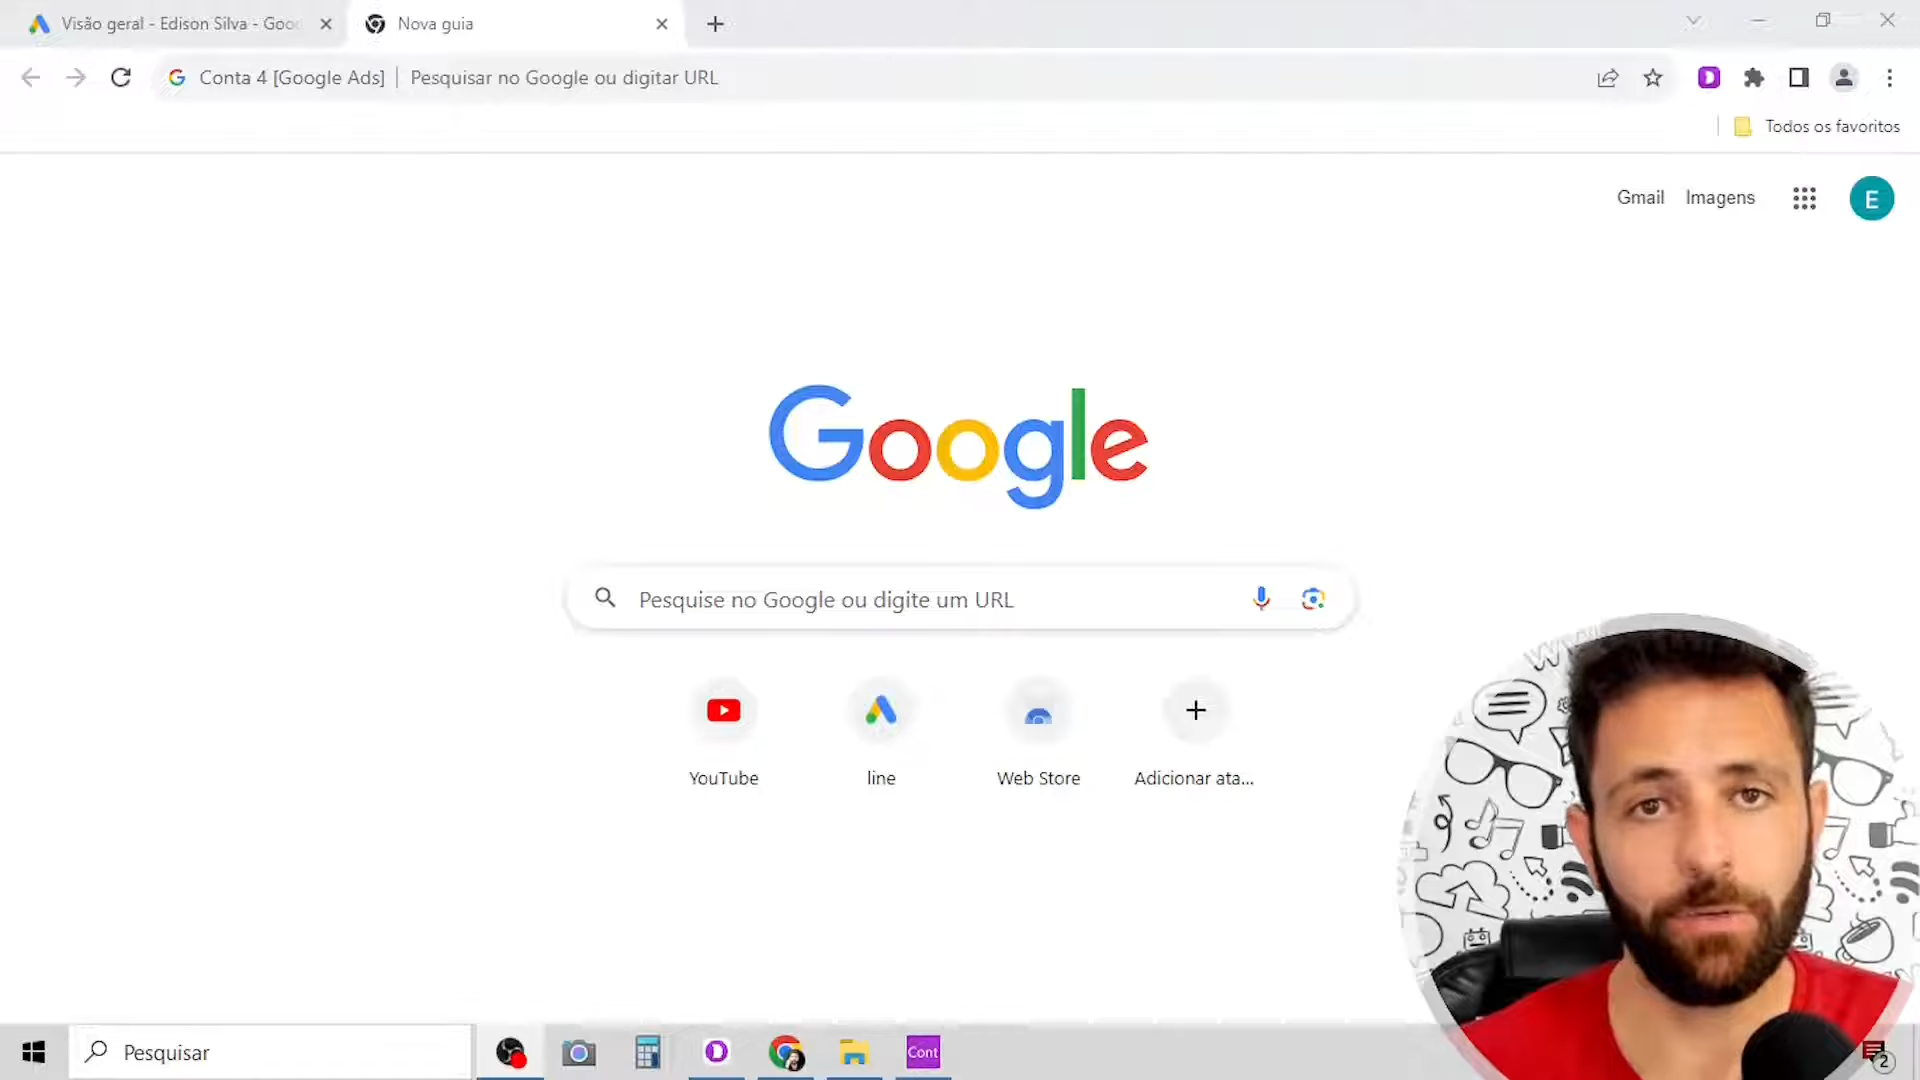 Visão geral - Edison Silva - Goo
Nova guia
Conta 4 [Google Ads] | Pesquisar no Google ou digitar URL
Todos os favoritos
Gmail
Imagens
E
Google
Pesquise no Google ou digite um URL
YouTube
line
Web Store
Adicionar ata...
Pesquisar
Cont
2